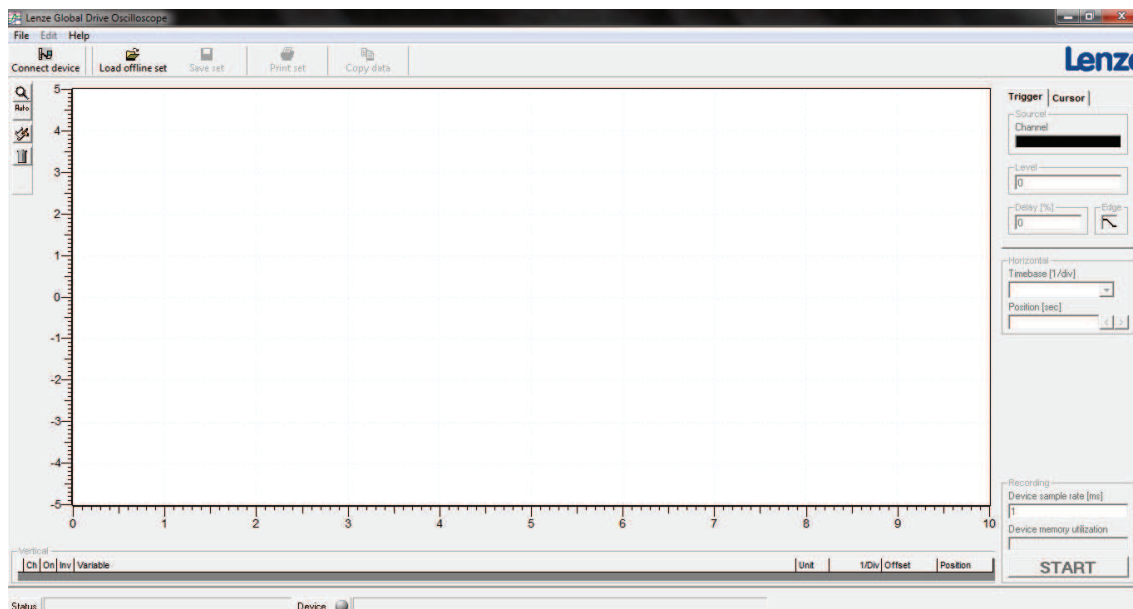 Lenze Global Drive Oscilloscope
File Edit Help
Connect device Load offline set Save set Print set Copy data
Lenze
Auto
5
4
3
2
1
0
-1
-2
-3
-4
-5
0 1 2 3 4 5 6 7 8 9 10
Trigger Cursor
Source
Channel
Level
0
Delay [%] Edge
0
Horizontal
Timebase [1/div]
Position [sec]
< >
Recording
Device sample rate [ms]
1
Device memory utilization
START
Vertical
Ch On Inv Variable Unit 1/Div Offset Position
Status Device